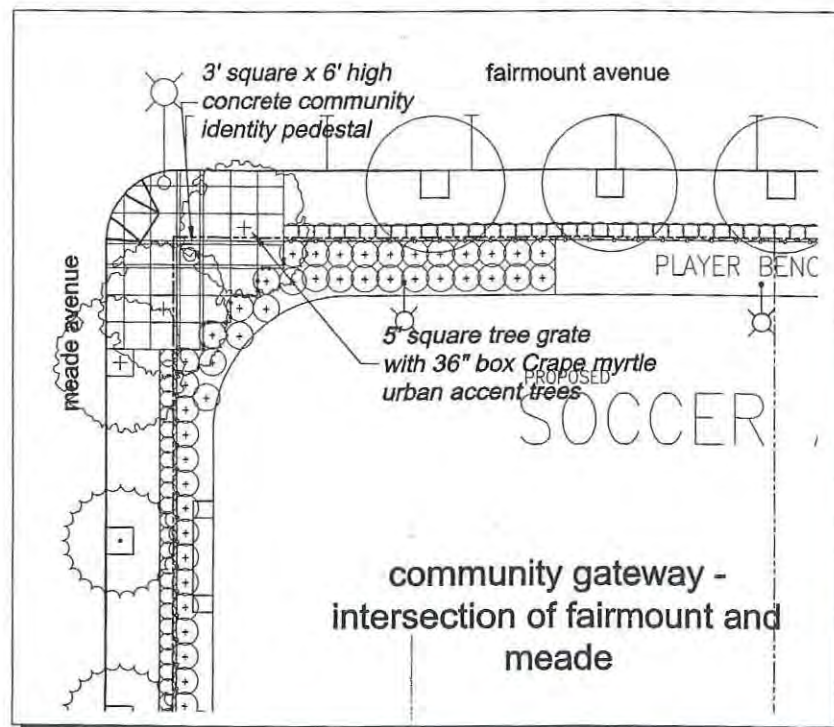 3' square x 6' high
concrete community
identity pedestal
fairmount avenue
meade avenue
PLAYER BENC
5' square tree grate
with 36" box Crape myrtle
urban accent trees
PROPOSED
SOCCER
community gateway -
intersection of fairmount and
meade